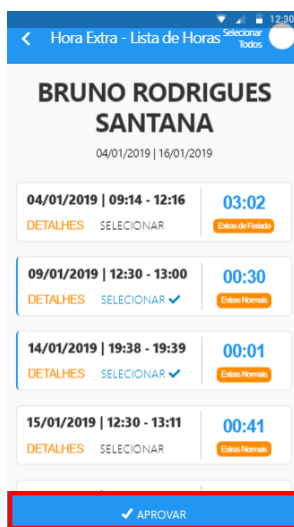 12:30
Hora Extra - Lista de Horas
Selecionar
Todos
BRUNO RODRIGUES
SANTANA
04/01/2019 | 16/01/2019
04/01/2019 | 09:14 - 12:16
03:02
DETALHES SELECIONAR
Extras de Feriado
09/01/2019 | 12:30 - 13:00
00:30
DETALHES SELECIONAR
Extras Normais
14/01/2019 | 19:38 - 19:39
00:01
DETALHES SELECIONAR
Extras Normais
15/01/2019 | 12:30 - 13:11
00:41
DETALHES SELECIONAR
Extras Normais
APROVAR